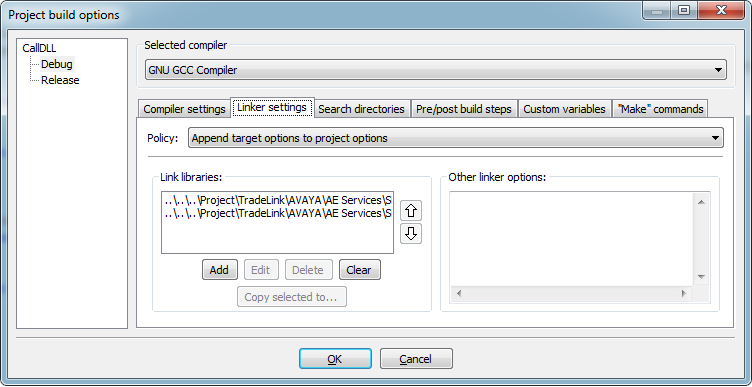 Project build options
CallDLL
Debug
Release
Selected compiler
GNU GCC Compiler
Compiler settings
Linker settings
Search directories
Pre/post build steps
Custom variables
"Make" commands
Policy:
Append target options to project options
Link libraries:
..\..\..\Project\TradeLink\AVAYA\AE Services\S
..\..\..\Project\TradeLink\AVAYA\AE Services\S
Add
Edit
Delete
Clear
Copy selected to...
Other linker options:
OK
Cancel